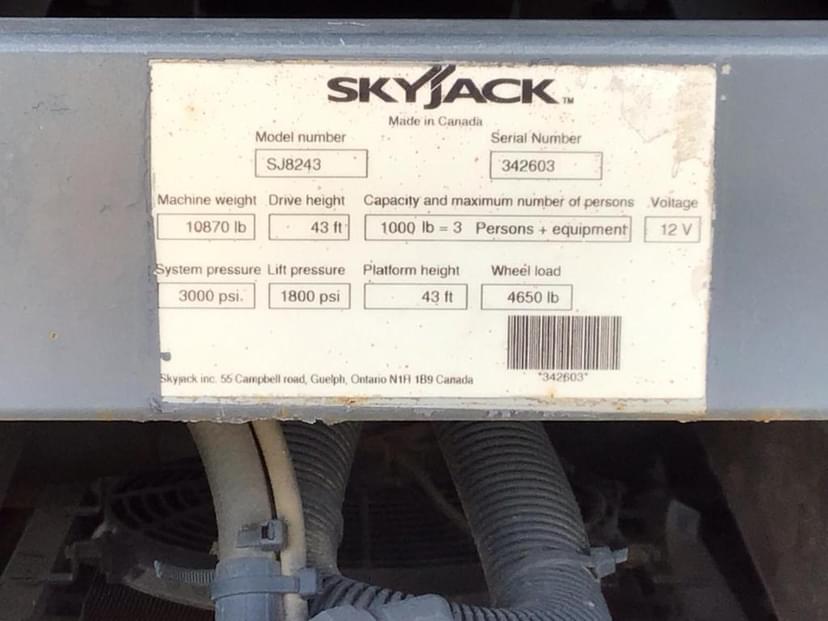 SKYJACK™
Made in Canada
Model number Serial Number
SJ8243 342603
Machine weight Drive height Capacity and maximum number of persons Voltage
10870 lb 43 ft 1000 lb = 3 Persons + equipment 12 V
System pressure Lift pressure Platform height Wheel load
3000 psi. 1800 psi 43 ft 4650 lb
*342603*
Skyjack inc. 55 Campbell road, Guelph, Ontario N1H 1B9 Canada